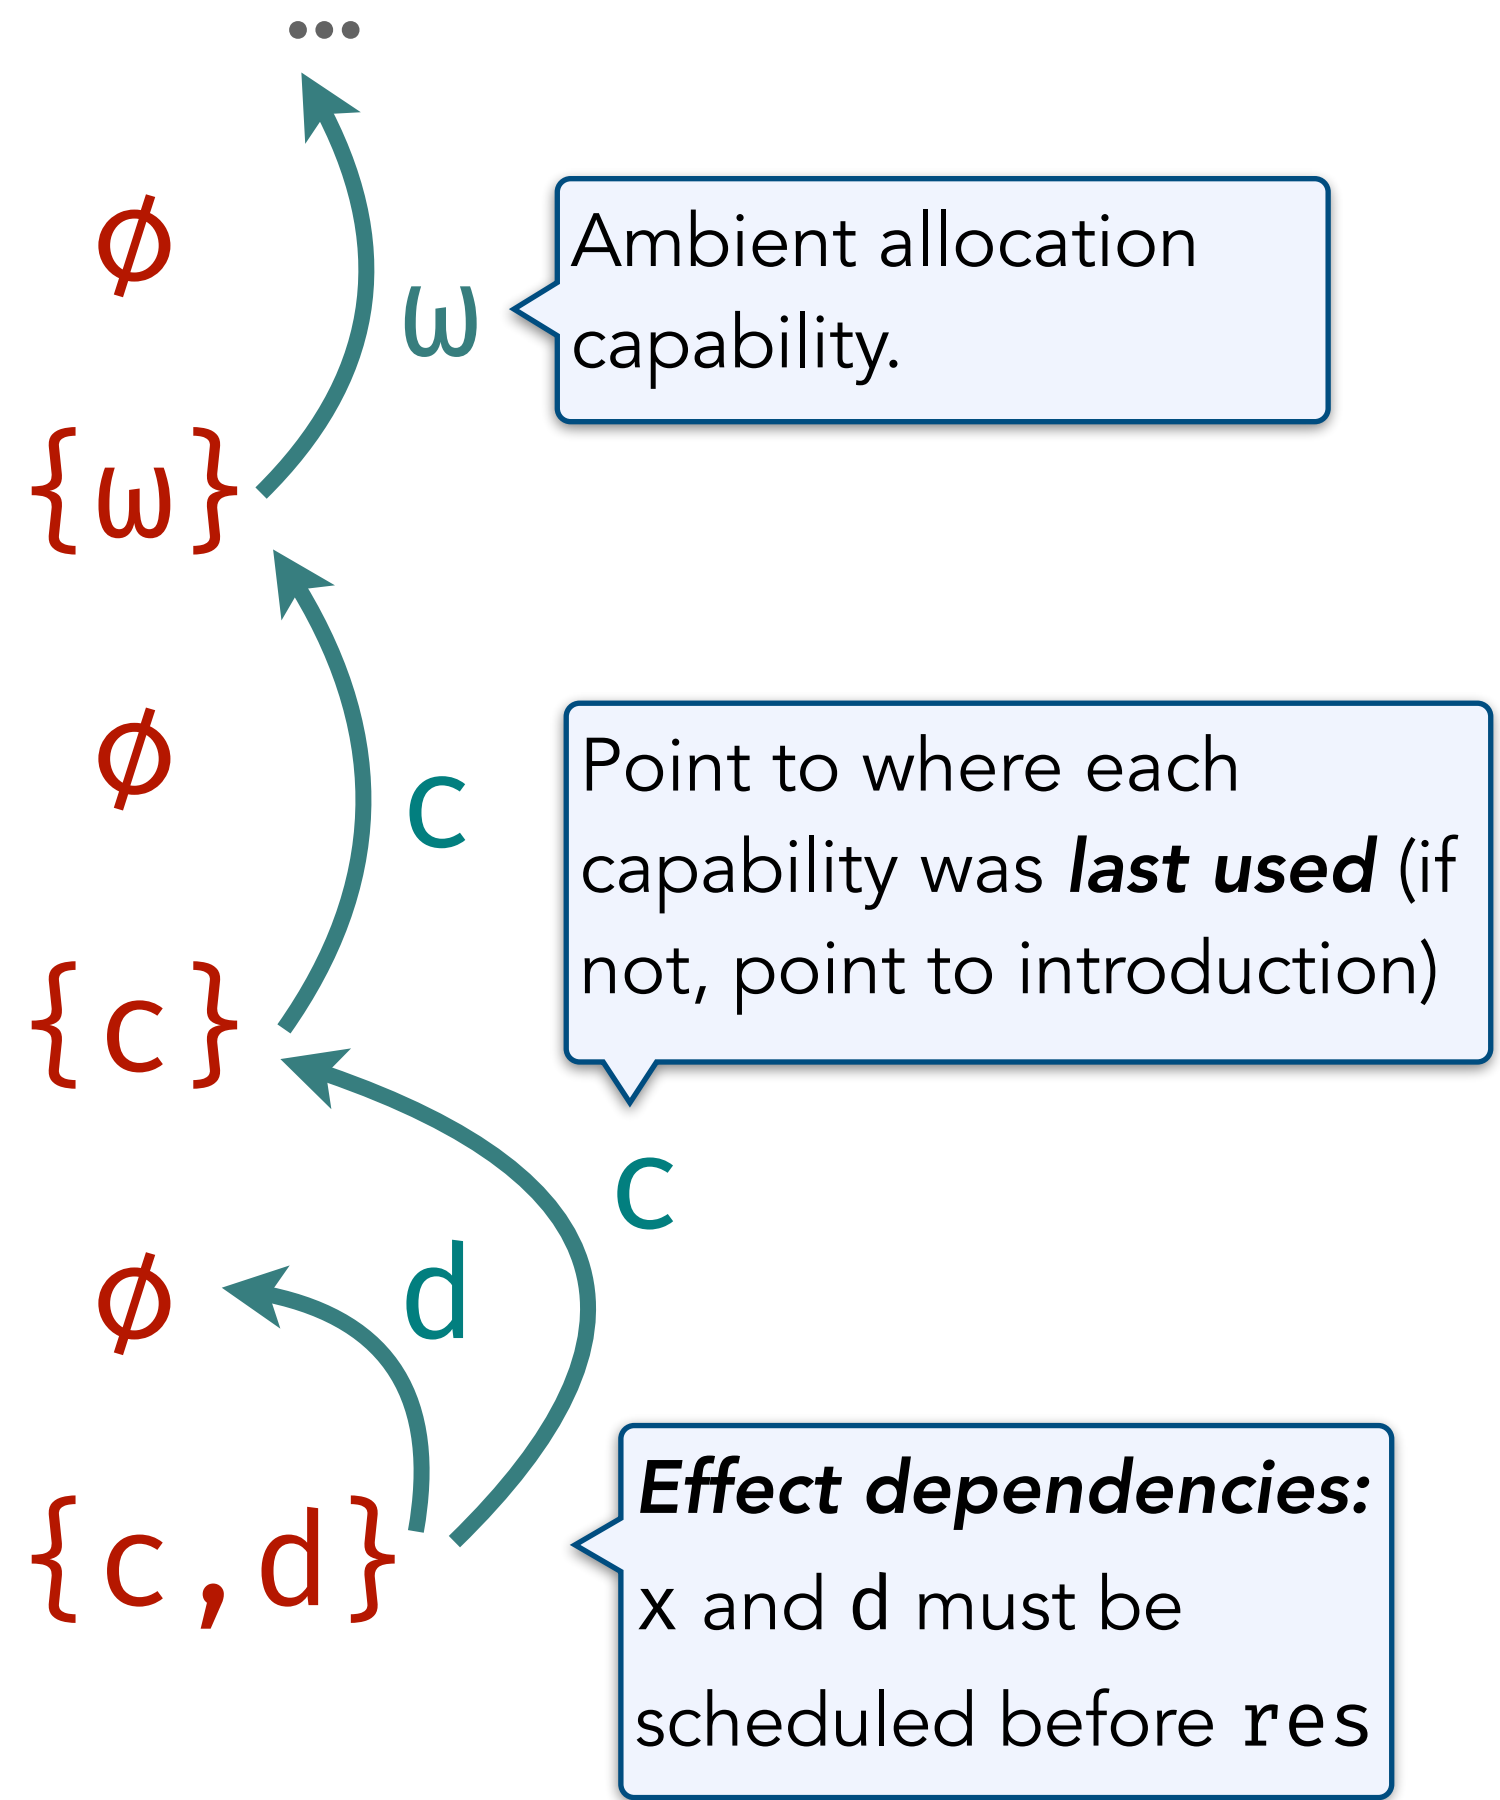 ...
ϕ
ω
Ambient allocation
capability.
{ω}
ϕ
c
Point to where each
capability was last used (if
not, point to introduction)
{c}
c
ϕ
d
{c,d}
Effect dependencies:
x and d must be
scheduled before res